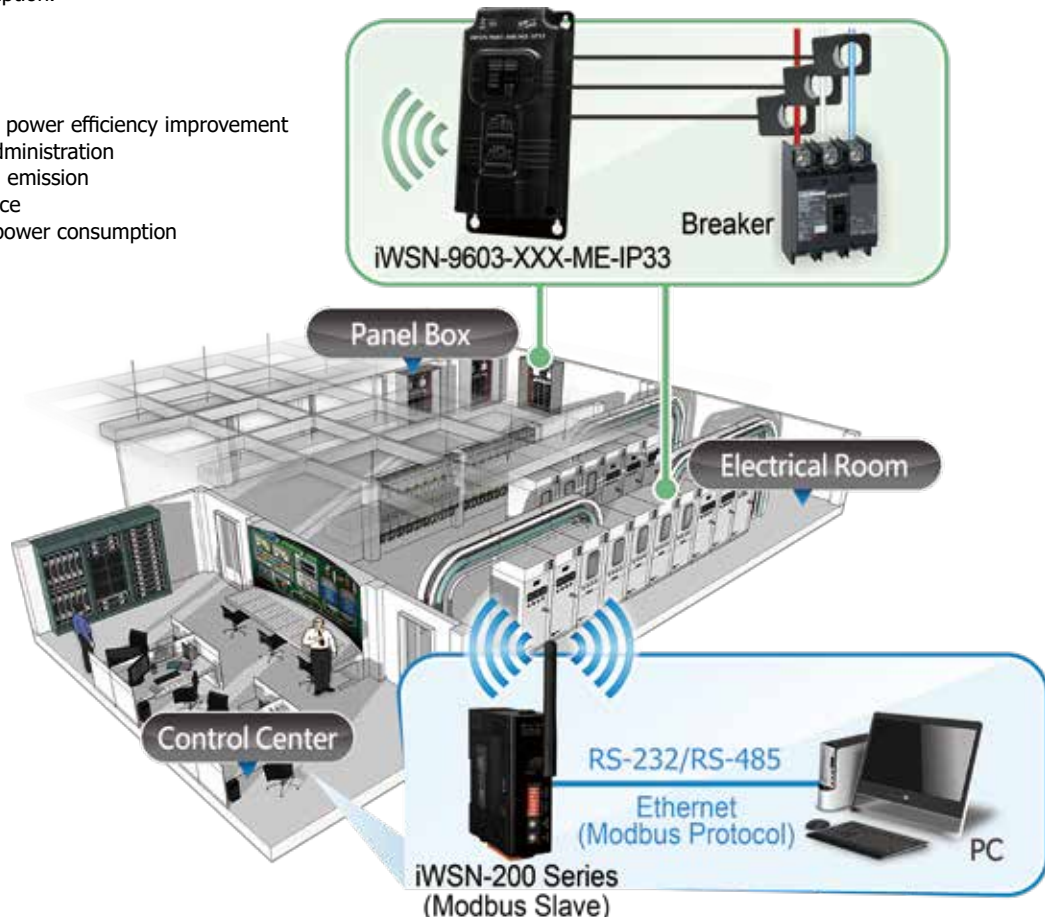 ption.
power efficiency improvement
dministration
emission
ce
power consumption
Breaker
iWSN-9603-XXX-ME-IP33
Panel Box
Electrical Room
Control Center
RS-232/RS-485
Ethernet
(Modbus Protocol)
PC
iWSN-200 Series
(Modbus Slave)